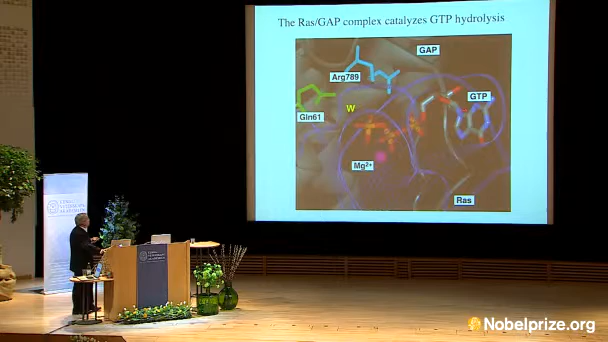 The Ras/GAP complex catalyzes GTP hydrolysis
GAP
Arg789
GTP
Gln61
W
Mg2+
Ras
Nobelprize.org